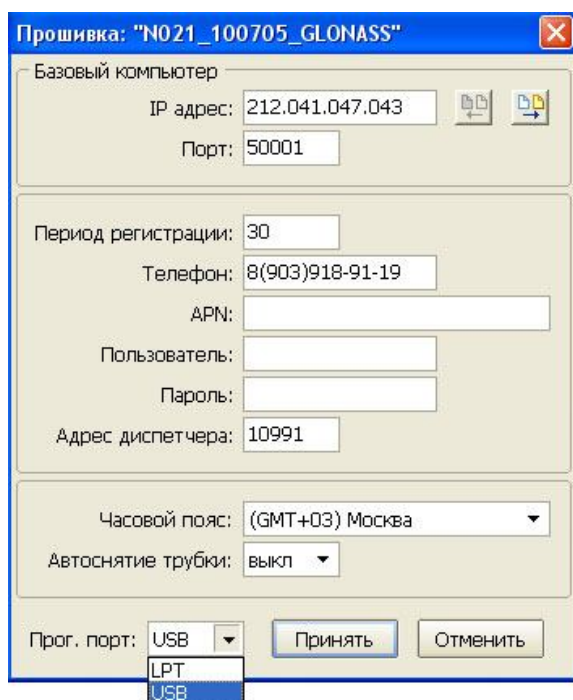 Прошивка: "N021_100705_GLONASS"
Базовый компьютер
IP адрес: 212.041.047.043
Порт: 50001
Период регистрации: 30
Телефон: 8(903)918-91-19
APN:
Пользователь:
Пароль:
Адрес диспетчера: 10991
Часовой пояс: (GMT+03) Москва
Автоснятие трубки: выкл
Прог. порт: USB Принять Отменить
LPT
USB